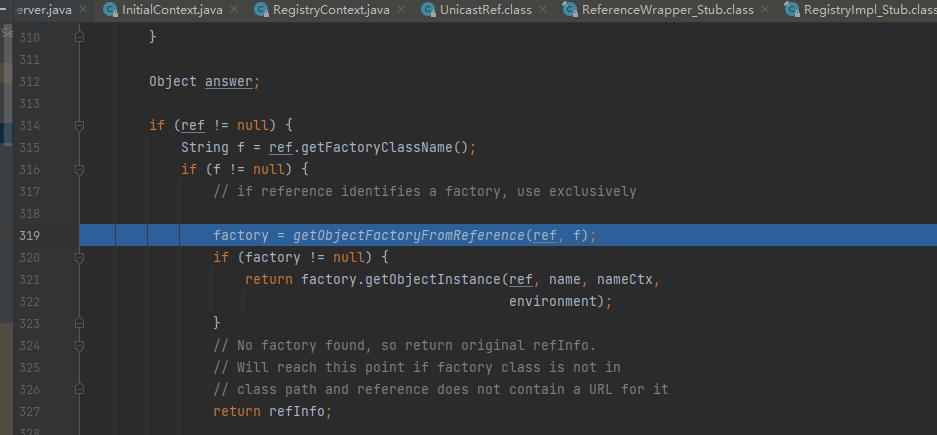 erver.java InitialContext.java RegistryContext.java UnicastRef.class ReferenceWrapper_Stub.class RegistryImpl_Stub.class
Se
310 }
311
312 Object answer;
313
314 if (ref != null) {
315 String f = ref.getFactoryClassName();
316 if (f != null) {
317 // if reference identifies a factory, use exclusively
318
319 factory = getObjectFactoryFromReference(ref, f);
320 if (factory != null) {
321 return factory.getObjectInstance(ref, name, nameCtx,
322 environment);
323 }
324 // No factory found, so return original refInfo.
325 // Will reach this point if factory class is not in
326 // class path and reference does not contain a URL for it
327 return refInfo;
328